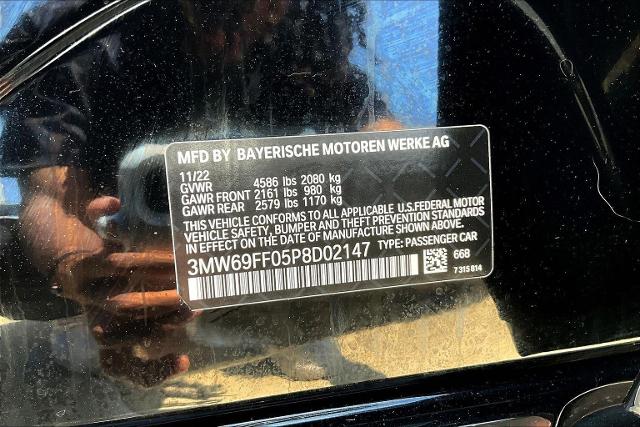 MFD BY BAYERISCHE MOTOREN WERKE AG
11/22
GVWR 4586 lbs 2080 kg
GAWR FRONT 2161 lbs 980 kg
GAWR REAR 2579 lbs 1170 kg
THIS VEHICLE CONFORMS TO ALL APPLICABLE U.S.FEDERAL MOTOR
VEHICLE SAFETY, BUMPER AND THEFT PREVENTION STANDARDS
IN EFFECT ON THE DATE OF MANUFACTURE SHOWN ABOVE.
3MW69FF05P8D02147 TYPE: PASSENGER CAR
668
7 315 814